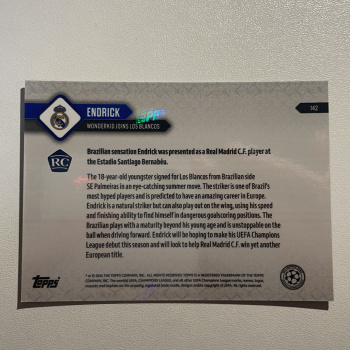 ENDRICK
WONDERKID JOINS LOS BLANCOS
142
RC
Brazilian sensation Endrick was presented as a Real Madrid C.F. player at
the Estadio Santiago Bernabéu.
The 18-year-old youngster signed for Los Blancos from Brazilian side
SE Palmeiras in an eye-catching summer move. The striker is one of Brazil's
most hyped players and is predicted to have an amazing career in Europe.
Endrick is a natural striker but can also play out on the wing, using his speed
and finishing ability to find himself in dangerous goalscoring positions. The
Brazilian plays with a maturity beyond his young age and is unstoppable on the
ball when driving forward. Endrick will be hoping to make his UEFA Champions
League debut this season and will look to help Real Madrid C.F. win yet another
European title.
Topps